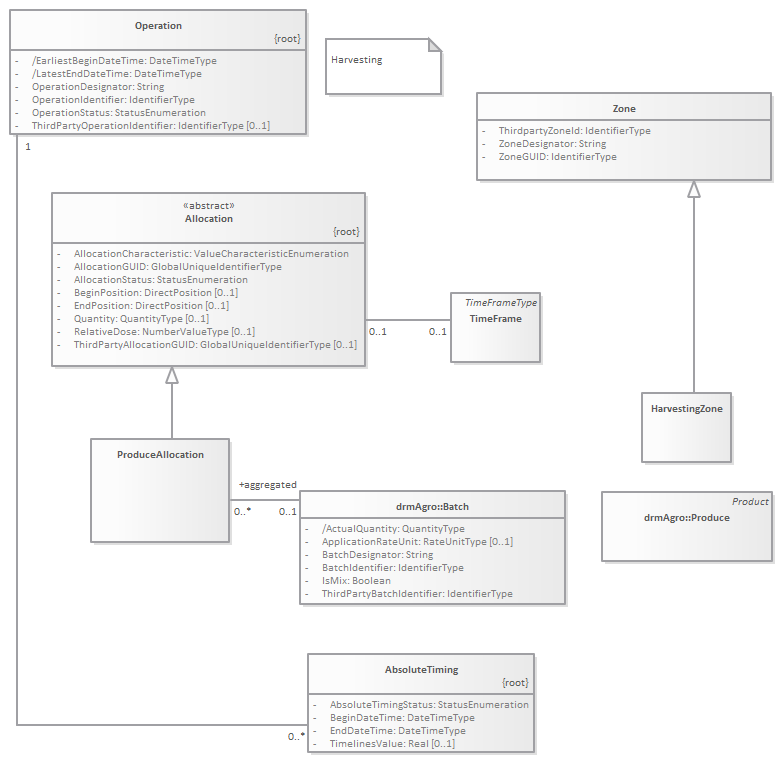 Operation
{root}
- /EarliestBeginDateTime: DateTimeType
- /LatestEndDateTime: DateTimeType
- OperationDesignator: String
- OperationIdentifier: IdentifierType
- OperationStatus: StatusEnumeration
- ThirdPartyOperationIdentifier: IdentifierType [0..1]
1
Harvesting
Zone
- ThirdpartyZoneId: IdentifierType
- ZoneDesignator: String
- ZoneGUID: IdentifierType
«abstract»
Allocation
{root}
- AllocationCharacteristic: ValueCharacteristicEnumeration
- AllocationGUID: GlobalUniqueIdentifierType
- AllocationStatus: StatusEnumeration
- BeginPosition: DirectPosition [0..1]
- EndPosition: DirectPosition [0..1]
- Quantity: QuantityType [0..1]
- RelativeDose: NumberValueType [0..1]
- ThirdPartyAllocationGUID: GlobalUniqueIdentifierType [0..1]
0..1
0..1
TimeFrameType
TimeFrame
HarvestingZone
ProduceAllocation
+aggregated
0..*
0..1
drmAgro::Batch
- /ActualQuantity: QuantityType
- ApplicationRateUnit: RateUnitType [0..1]
- BatchDesignator: String
- BatchIdentifier: IdentifierType
- IsMix: Boolean
- ThirdPartyBatchIdentifier: IdentifierType
Product
drmAgro::Produce
AbsoluteTiming
{root}
- AbsoluteTimingStatus: StatusEnumeration
- BeginDateTime: DateTimeType
- EndDateTime: DateTimeType
- TimelinesValue: Real [0..1]
0..*